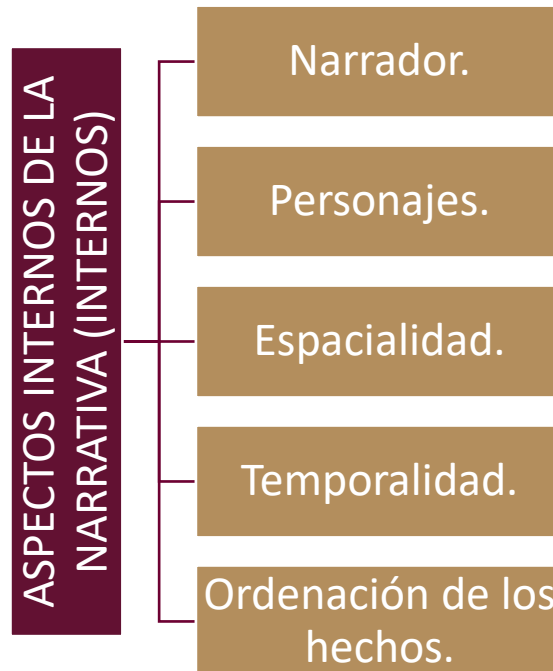 ASPECTOS INTERNOS DE LA
NARRATIVA (INTERNOS)
Narrador.
Personajes.
Espacialidad.
Temporalidad.
Ordenación de los
hechos.